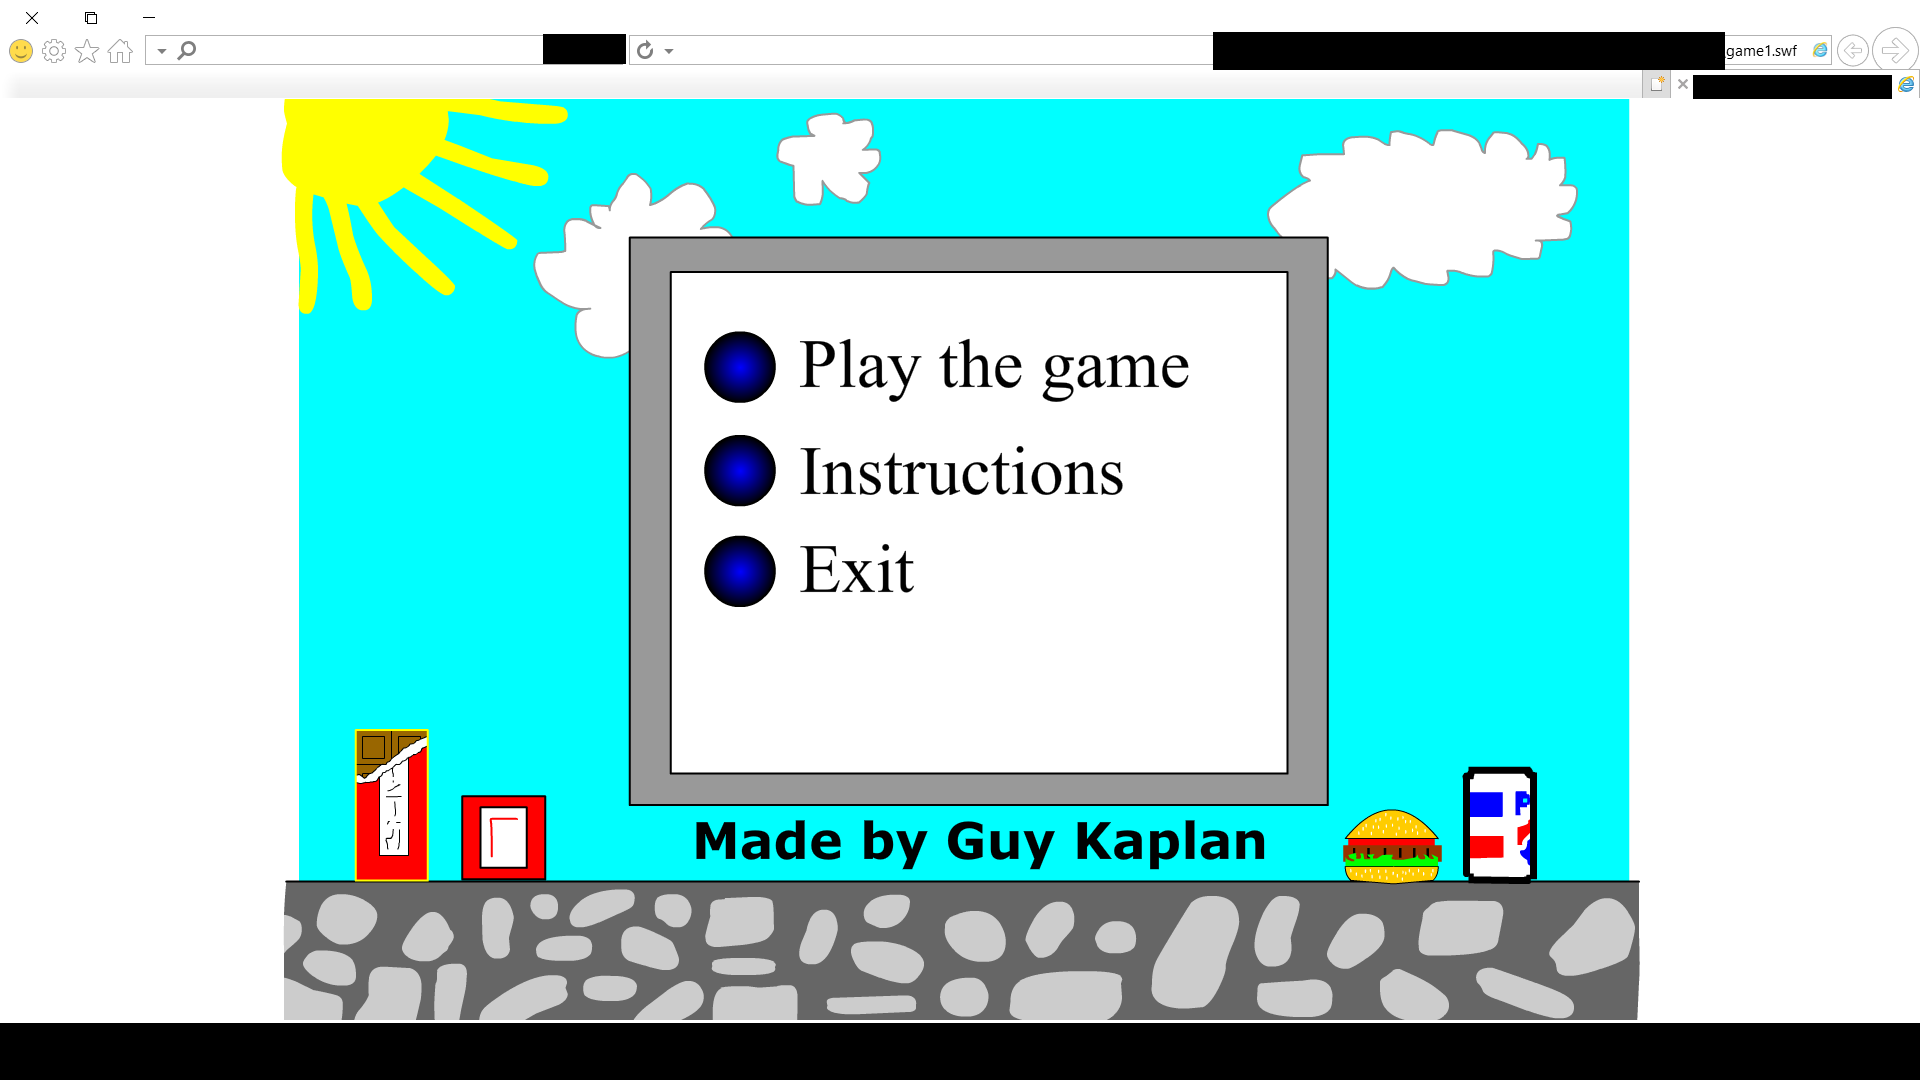 game1.swf
Play the game
Instructions
Exit
Made by Guy Kaplan